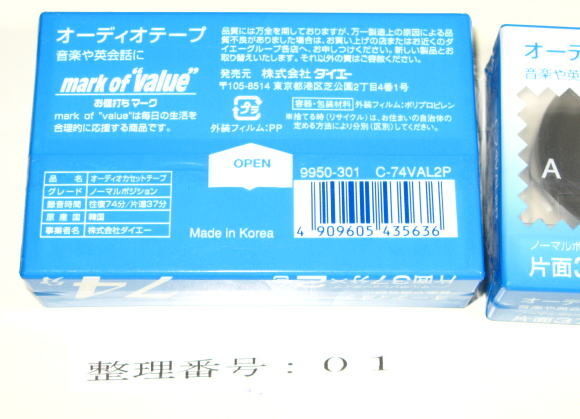 オーディオテープ
音楽や英会話に
mark of "value"
お値打ちマーク
mark of "value"は毎日の生活を
合理的に応援する商品です。
品質には万全を期しておりますが、万一製造上の原因による品
質不良がありました場合は、お買い上げの店またはお近くのダ
イエーグループ各店へ、お申しつけください。新しい製品とお
取り替えいたします。それ以外の責はご容赦ください。
発売元 株式会社 ダイエー
〒105-8514 東京都港区芝公園2丁目4番1号
プラ
外装フィルム:PP
容器・包装材料 外装フィルム:ポリプロピレン
※捨てる時(リサイクル)は、お住まいの自治体の
定める方法により分別(区別)してください。
OPEN
品名 オーディオカセットテープ
グレード ノーマルポジション
録音時間 往復74分/片道37分
原産国 韓国
事業者名 株式会社ダイエー
Made in Korea
9950-301 C-74VAL2P
4 909605 435636
74分
片面37分×2
オーデ
音楽や英
A
ノーマルポ
片面3
オーデ
整理番号:01